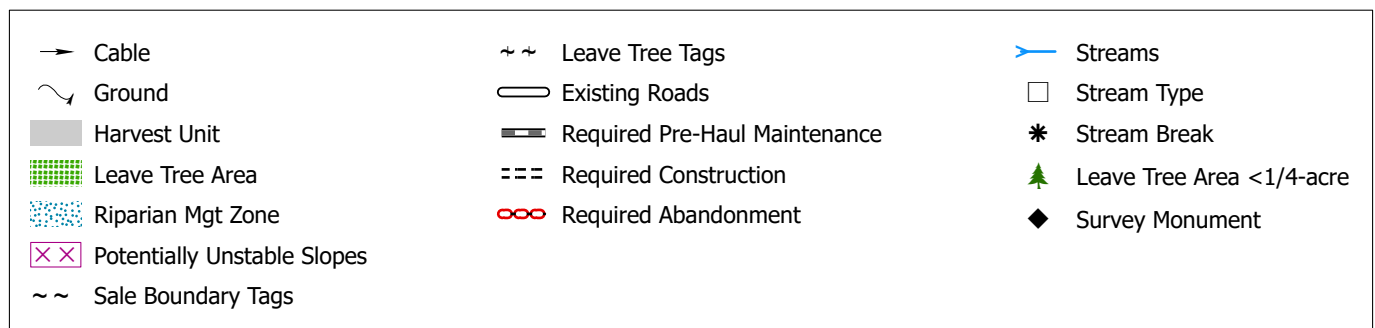 Cable
Ground
Harvest Unit
Leave Tree Area
Riparian Mgt Zone
Potentially Unstable Slopes
Sale Boundary Tags
Leave Tree Tags
Existing Roads
Required Pre-Haul Maintenance
Required Construction
Required Abandonment
Streams
Stream Type
Stream Break
Leave Tree Area <1/4-acre
Survey Monument